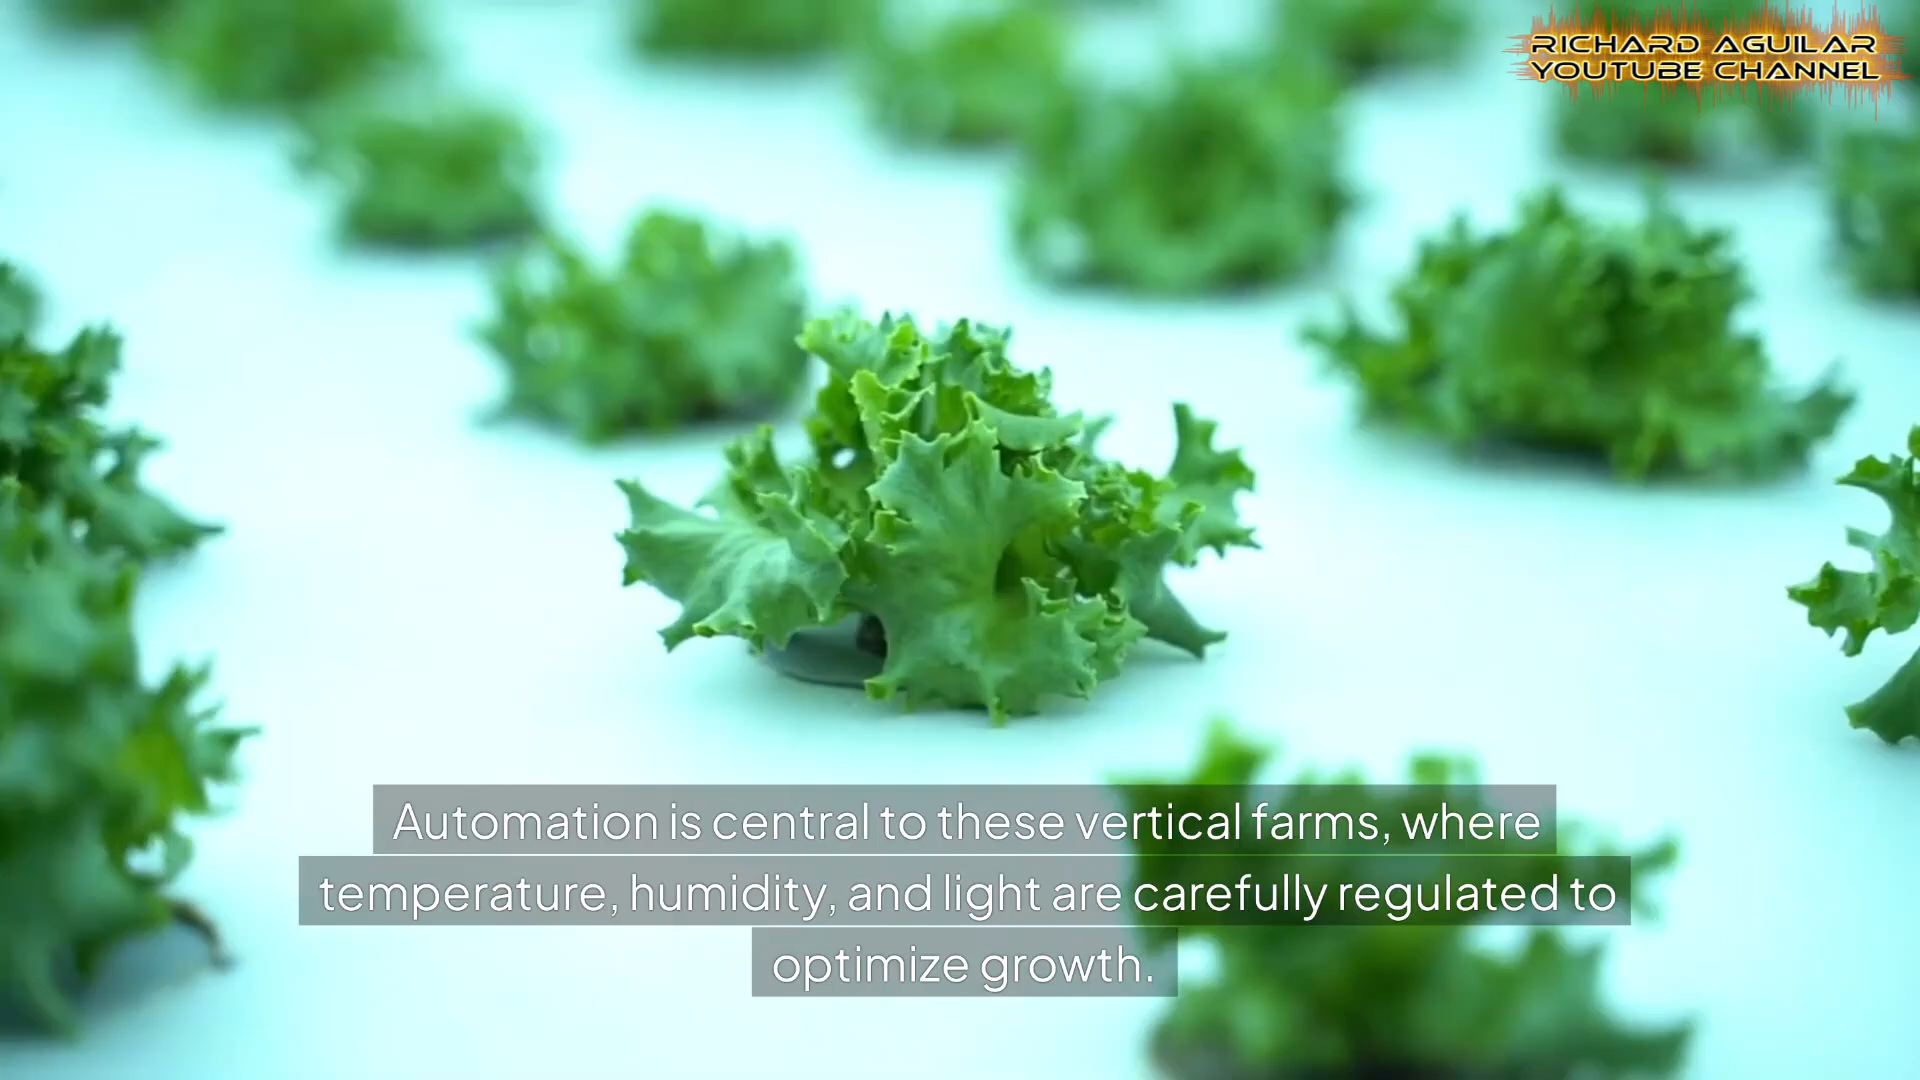 RICHARD AGUILAR
YOUTUBE CHANNEL
Automation is central to these vertical farms, where
temperature, humidity, and light are carefully regulated to
optimize growth.